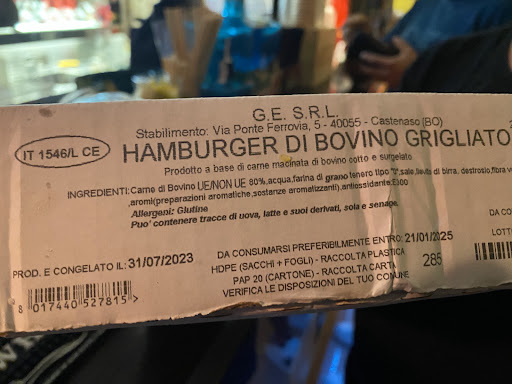 G.E. S.R.L.
Stabilimento: Via Ponte Ferrovia, 5 - 40055 - Castenaso (BO)
IT 1546/L CE
HAMBURGER DI BOVINO GRIGLIATO
Prodotto a base di carne macinata di bovino cotto e surgelato
INGREDIENTI: Carne di Bovino UE/NON UE 80%,acqua,farina di grano tenero tipo "0",sale,lievito di birra, destrosio,fibra
,aromi(preparazioni aromatiche,sostanze aromatizzanti),antiossidante:E300
Allergeni: Glutine
Puo' contenere tracce di uova, latte e suoi derivati, soia e senape.
DA CONSUMARSI PREFERIBILMENTE ENTRO: 21/01/2025
PROD. E CONGELATO IL: 31/07/2023
HDPE (SACCHI + FOGLI) - RACCOLTA PLASTICA
PAP 20 (CARTONE) - RACCOLTA CARTA
VERIFICA LE DISPOSIZIONI DEL TUO COMUNE
285
8 017440 527815 >